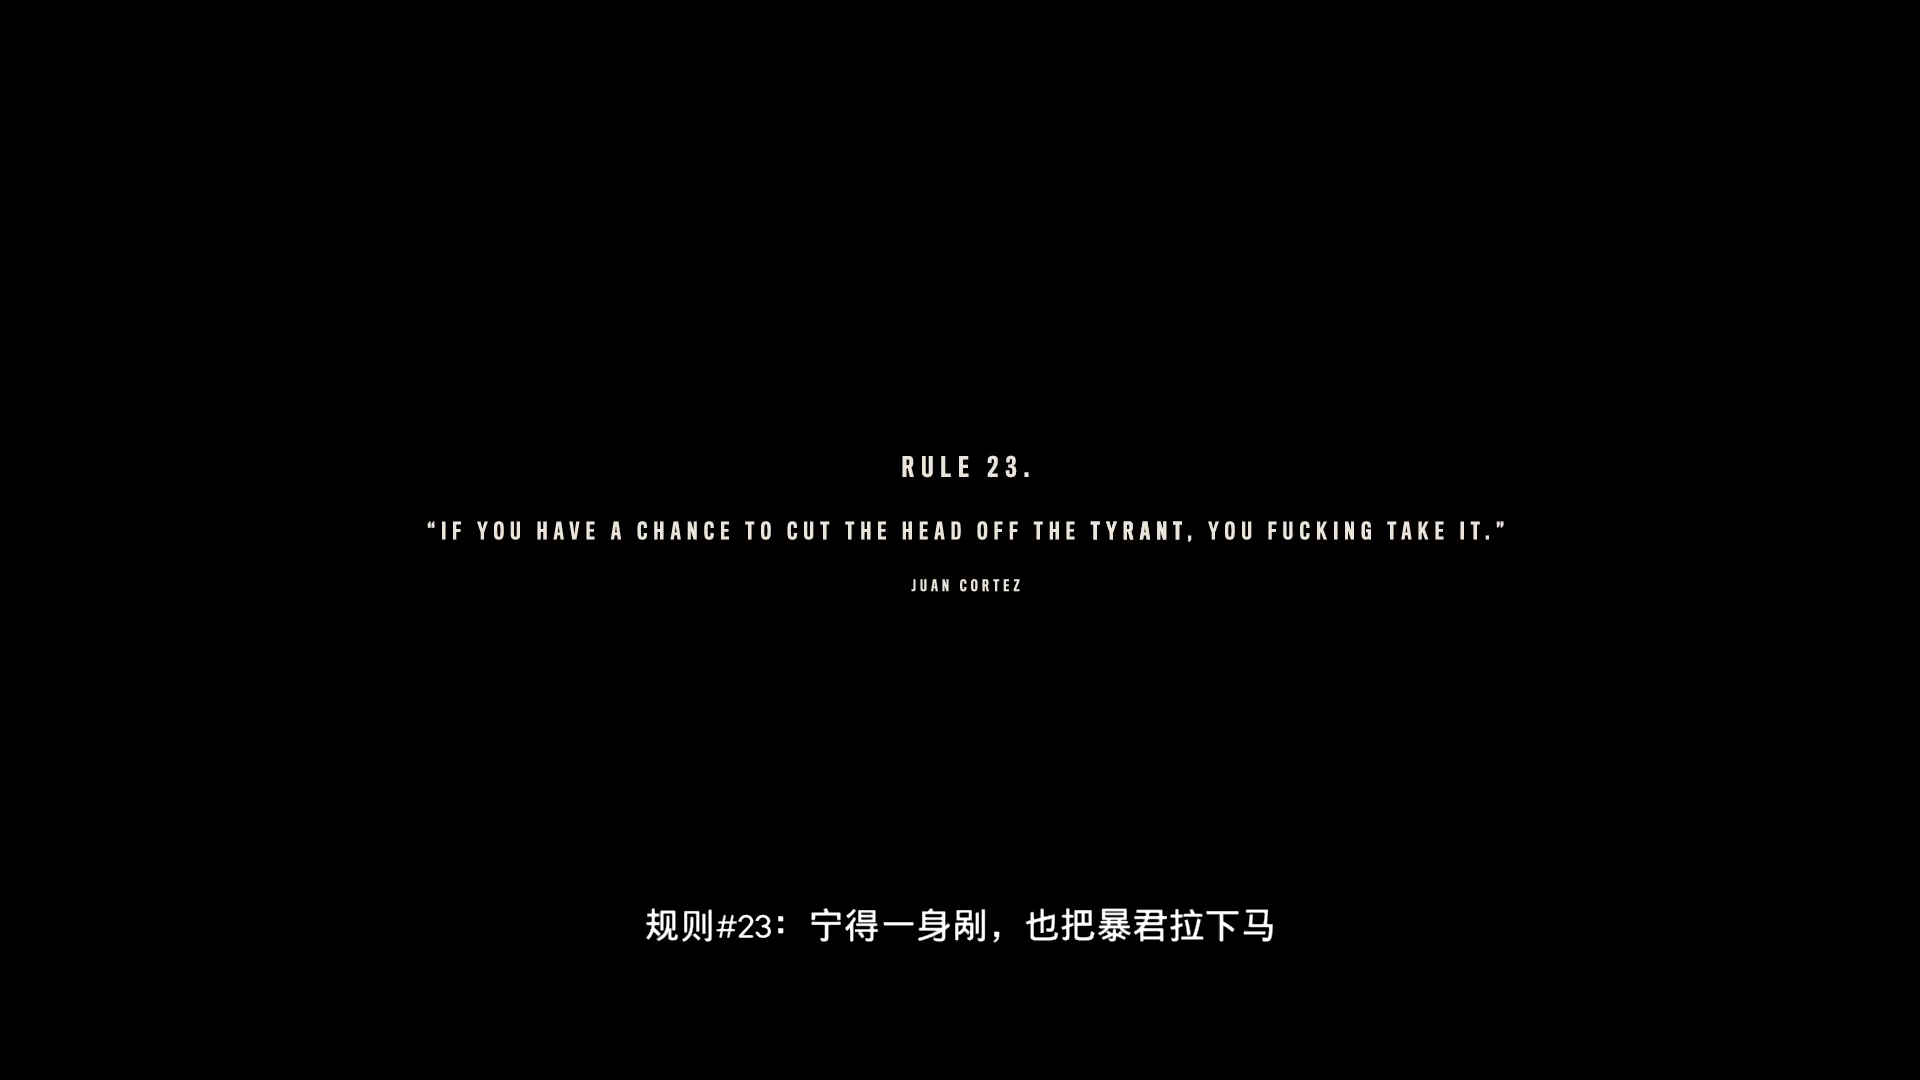 RULE 23.
“IF YOU HAVE A CHANCE TO CUT THE HEAD OFF THE TYRANT, YOU FUCKING TAKE IT.”
JUAN CORTEZ
规则#23：宁得一身剐，也把暴君拉下马